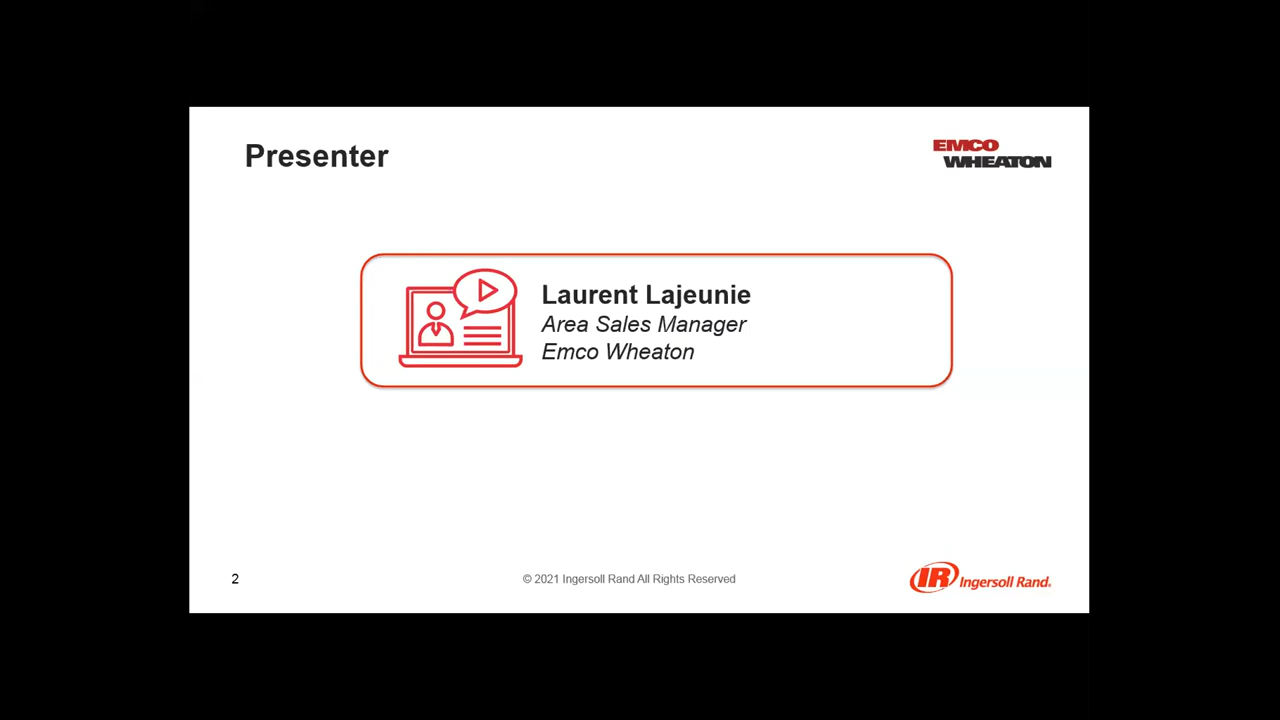 Presenter
EMCO
WHEATON
Laurent Lajeunie
Area Sales Manager
Emco Wheaton
2
© 2021 Ingersoll Rand All Rights Reserved
IR Ingersoll Rand®